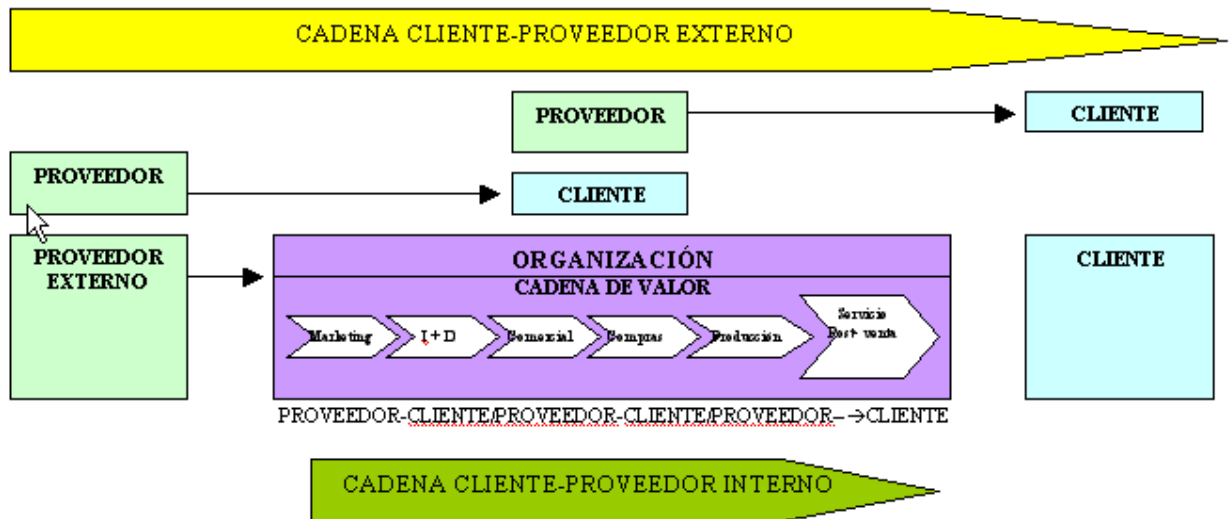 CADENA CLIENTE-PROVEEDOR EXTERNO
PROVEEDOR
CLIENTE
PROVEEDOR
CLIENTE
PROVEEDOR
EXTERNO
ORGANIZACIÓN
CADENA DE VALOR
CLIENTE
Marketing
I + D
Comercial
Compras
Producción
Servicio
Post venta
PROVEEDOR-CLIENTE/PROVEEDOR-CLIENTE/PROVEEDOR–→CLIENTE
CADENA CLIENTE-PROVEEDOR INTERNO